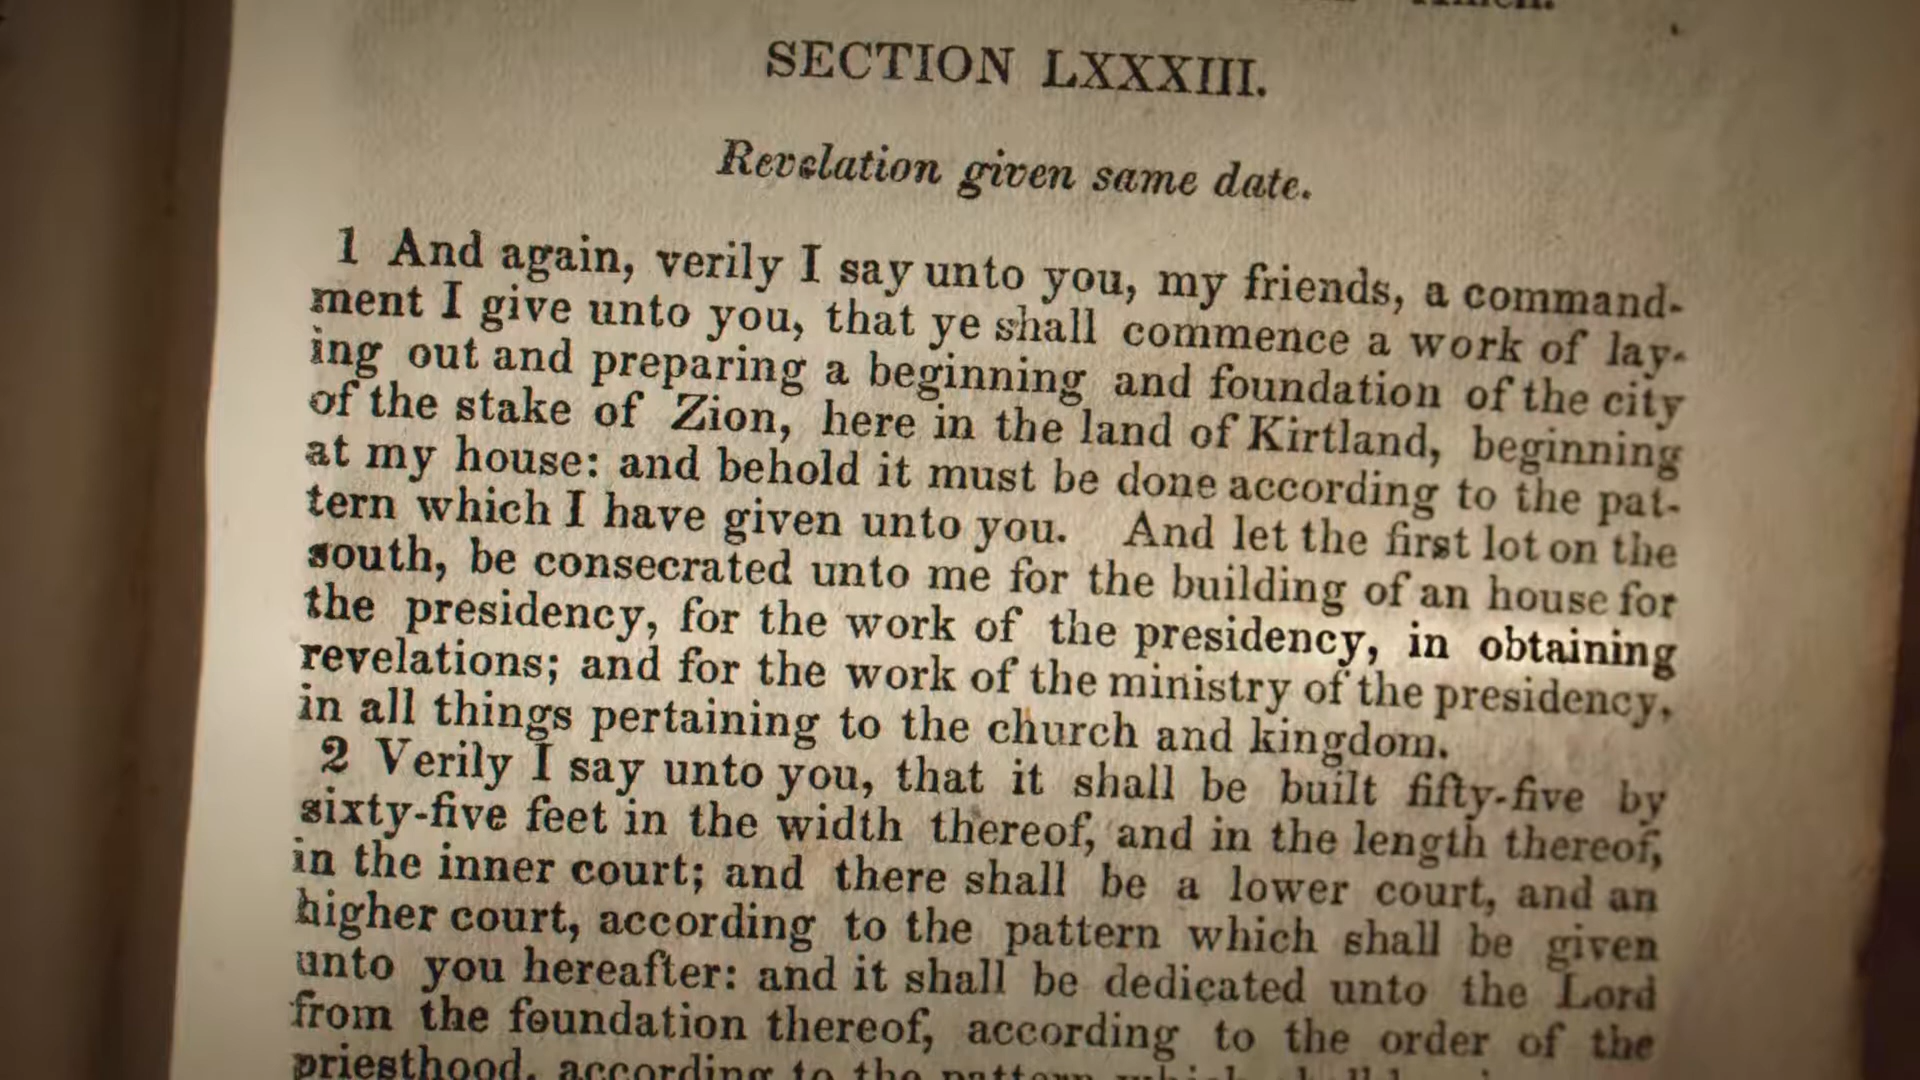 SECTION LXXXIII.
Revelation given same date.
1 And again, verily I say unto you, my friends, a command-
ment I give unto you, that ye shall commence a work of lay-
ing out and preparing a beginning and foundation of the city
of the stake of Zion, here in the land of Kirtland, beginning
at my house: and behold it must be done according to the pat-
tern which I have given unto you. And let the first lot on the
south, be consecrated unto me for the building of an house for
the presidency, for the work of the presidency, in obtaining
revelations; and for the work of the ministry of the presidency,
in all things pertaining to the church and kingdom.
2 Verily I say unto you, that it shall be built fifty-five by
sixty-five feet in the width thereof, and in the length thereof,
in the inner court; and there shall be a lower court, and an
higher court, according to the pattern which shall be given
unto you hereafter: and it shall be dedicated unto the Lord
from the foundation thereof, according to the order of the
priesthood, according to the pattern which